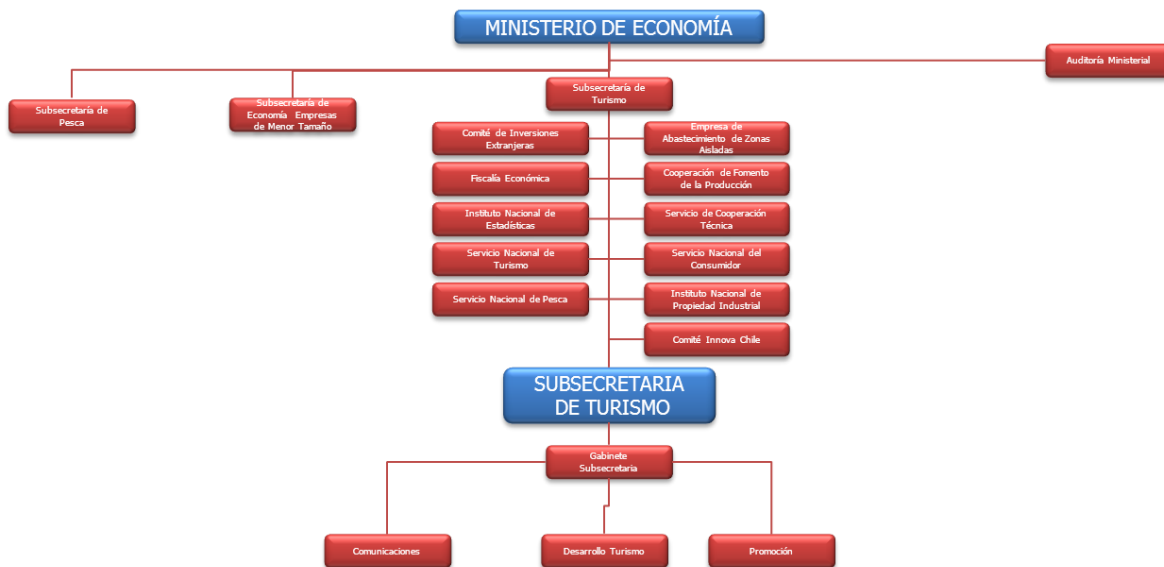 MINISTERIO DE ECONOMÍA
Auditoría Ministerial
Subsecretaría de
Pesca
Subsecretaría de
Economía Empresas
de Menor Tamaño
Subsecretaría de
Turismo
Comité de Inversiones
Extranjeras
Empresa de
Abastecimiento de Zonas
Aisladas
Fiscalía Económica
Cooperación de Fomento
de la Producción
Instituto Nacional de
Estadísticas
Servicio de Cooperación
Técnica
Servicio Nacional de
Turismo
Servicio Nacional del
Consumidor
Servicio Nacional de Pesca
Instituto Nacional de
Propiedad Industrial
Comité Innova Chile
SUBSECRETARIA
DE TURISMO
Gabinete
Subsecretaria
Comunicaciones
Desarrollo Turismo
Promoción